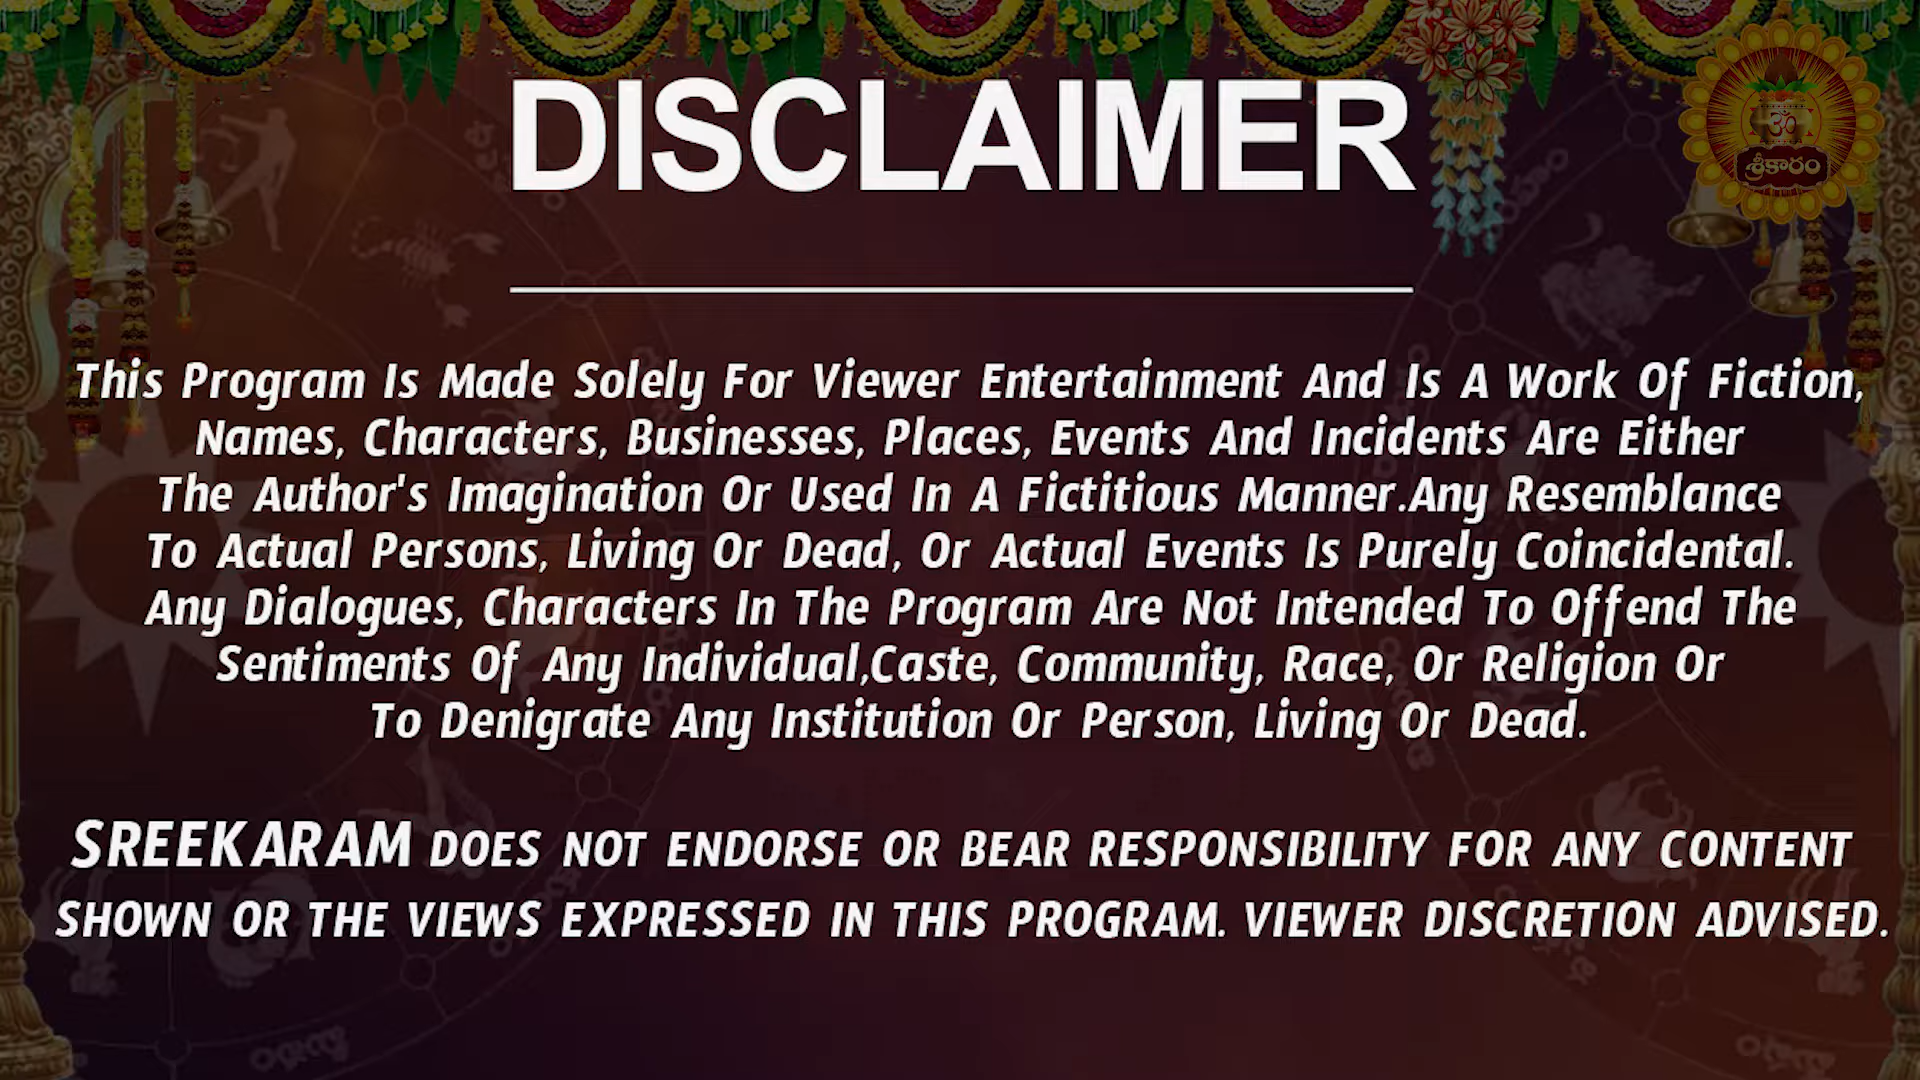 DISCLAIMER
ॐ
శ్రీకారం
This Program Is Made Solely For Viewer Entertainment And Is A Work Of Fiction,
Names, Characters, Businesses, Places, Events And Incidents Are Either
The Author's Imagination Or Used In A Fictitious Manner.Any Resemblance
To Actual Persons, Living Or Dead, Or Actual Events Is Purely Coincidental.
Any Dialogues, Characters In The Program Are Not Intended To Offend The
Sentiments Of Any Individual,Caste, Community, Race, Or Religion Or
To Denigrate Any Institution Or Person, Living Or Dead.
SREEKARAM DOES NOT ENDORSE OR BEAR RESPONSIBILITY FOR ANY CONTENT
SHOWN OR THE VIEWS EXPRESSED IN THIS PROGRAM. VIEWER DISCRETION ADVISED.